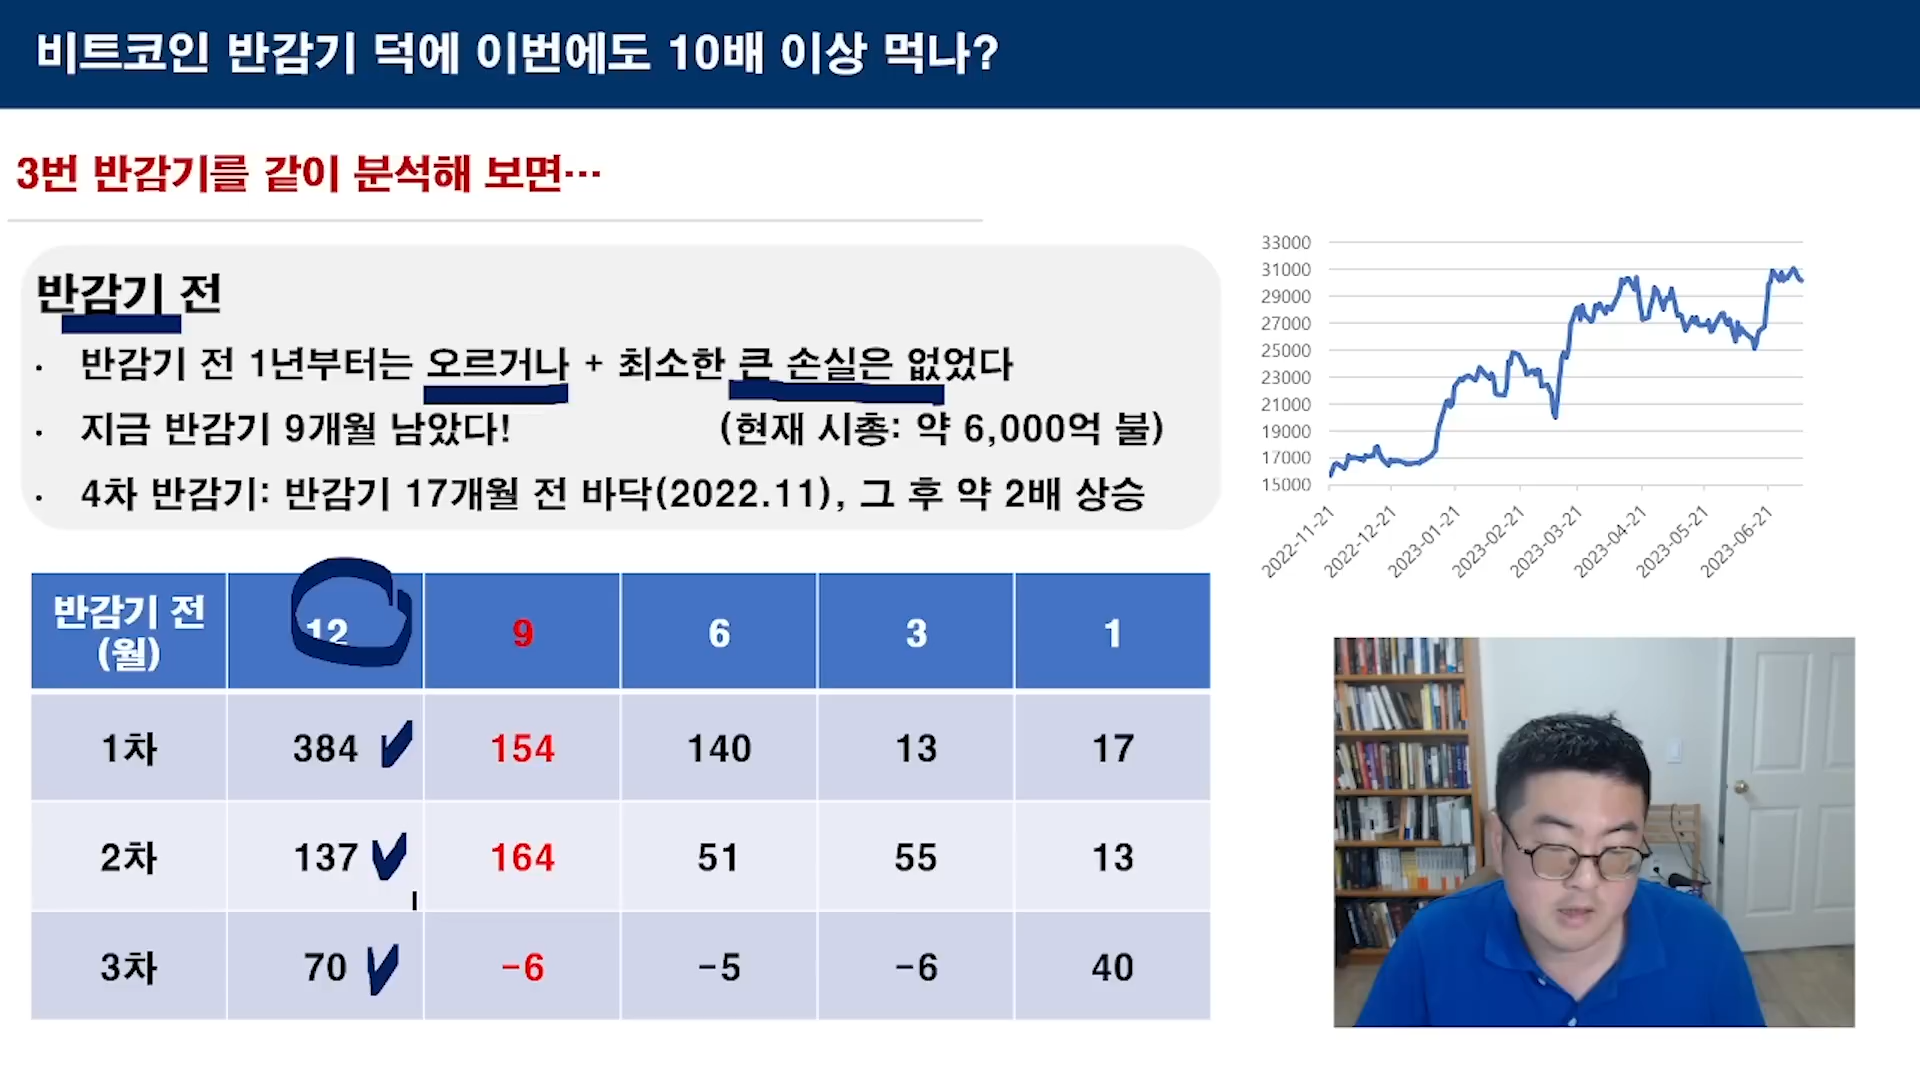 비트코인 반감기 덕에 이번에도 10배 이상 먹나?
3번 반감기를 같이 분석해 보면…
반감기 전
· 반감기 전 1년부터는 오르거나 + 최소한 큰 손실은 없었다
· 지금 반감기 9개월 남았다! (현재 시총: 약 6,000억 불)
· 4차 반감기: 반감기 17개월 전 바닥(2022.11), 그 후 약 2배 상승
33000
31000
29000
27000
25000
23000
21000
19000
17000
15000
2022-11-21 2022-12-21 2023-01-21 2023-02-21 2023-03-21 2023-04-21 2023-05-21 2023-06-21
반감기 전
(월) 12 9 6 3 1
1차 384 154 140 13 17
2차 137 164 51 55 13
3차 70 -6 -5 -6 40